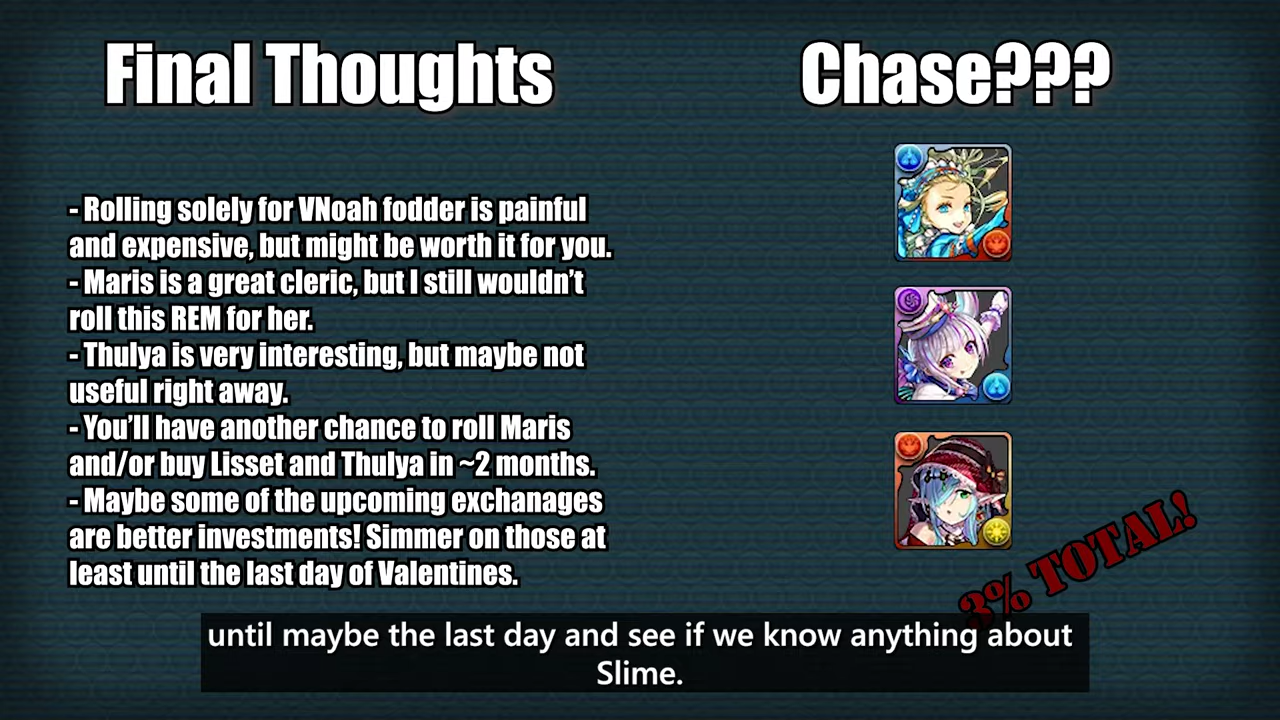 Final Thoughts
Chase???
- Rolling solely for VNoah fodder is painful
and expensive, but might be worth it for you.
- Maris is a great cleric, but I still wouldn't
roll this REM for her.
- Thulya is very interesting, but maybe not
useful right away.
- You'll have another chance to roll Maris
and/or buy Lisset and Thulya in ~2 months.
- Maybe some of the upcoming exchanages
are better investments! Simmer on those at
least until the last day of Valentines.
3% TOTAL!
until maybe the last day and see if we know anything about
Slime.